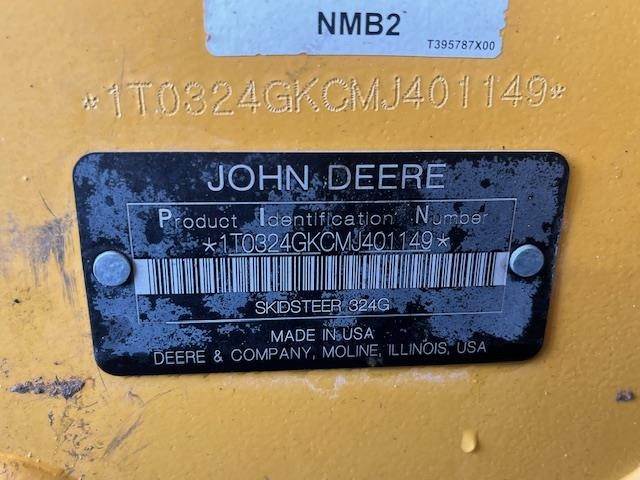 NMB2
T395787X00
*1T0324GKCMJ401149*
JOHN DEERE
Product Identification Number
*1T0324GKCMJ401149*
SKIDSTEER 324G
MADE IN USA
DEERE & COMPANY, MOLINE, ILLINOIS, USA